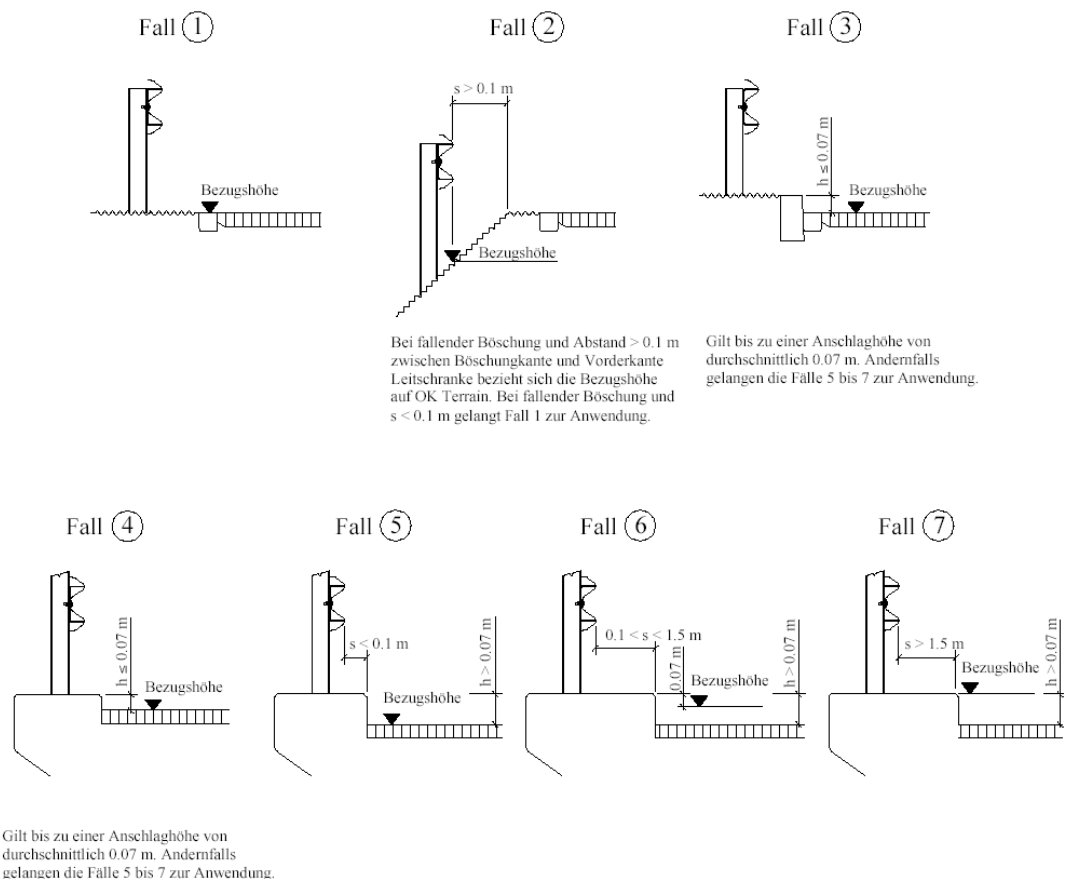 Fall 1
Fall 2
Fall 3
s > 0.1 m
h ≤ 0.07 m
Bezugshöhe
Bezugshöhe
Bezugshöhe
Bei fallender Böschung und Abstand > 0.1 m
zwischen Böschungkante und Vorderkante
Leitschranke bezieht sich die Bezugshöhe
auf OK Terrain. Bei fallender Böschung und
s < 0.1 m gelangt Fall 1 zur Anwendung.
Gilt bis zu einer Anschlaghöhe von
durchschnittlich 0.07 m. Andernfalls
gelangen die Fälle 5 bis 7 zur Anwendung.
Fall 4
Fall 5
Fall 6
Fall 7
h ≤ 0.07 m
Bezugshöhe
s < 0.1 m
h > 0.07 m
Bezugshöhe
0.1 < s < 1.5 m
0.07 m
h > 0.07 m
Bezugshöhe
s > 1.5 m
h > 0.07 m
Bezugshöhe
Gilt bis zu einer Anschlaghöhe von
durchschnittlich 0.07 m. Andernfalls
gelangen die Fälle 5 bis 7 zur Anwendung.